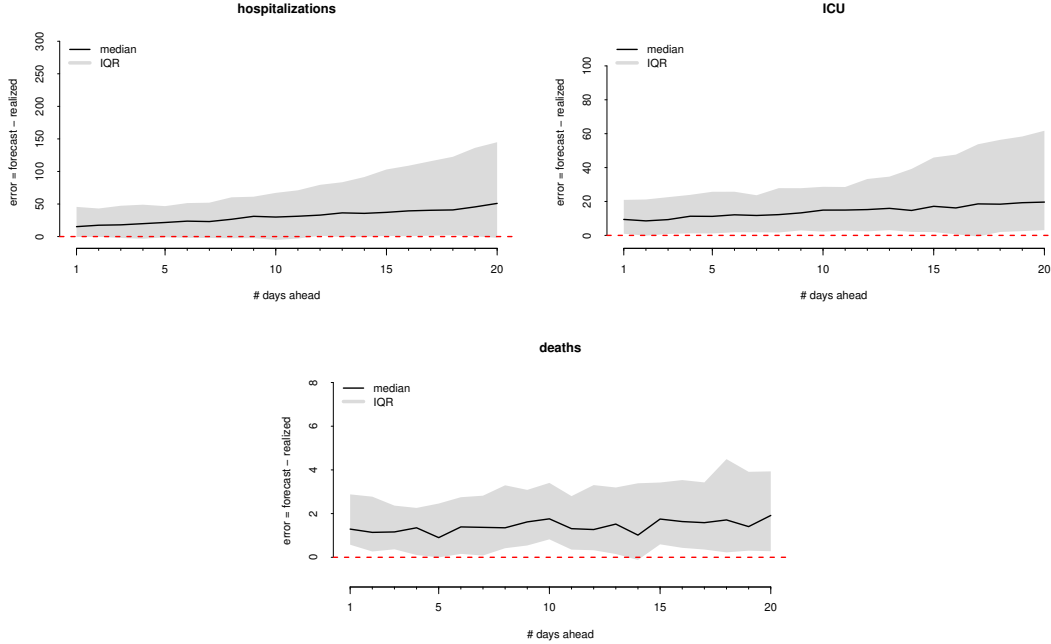 hospitalizations
median
IQR
error = forecast − realized
0
50
100
150
200
250
300
1
5
10
15
20
# days ahead
ICU
median
IQR
error = forecast − realized
0
20
40
60
80
100
1
5
10
15
20
# days ahead
deaths
median
IQR
error = forecast − realized
0
2
4
6
8
1
5
10
15
20
# days ahead